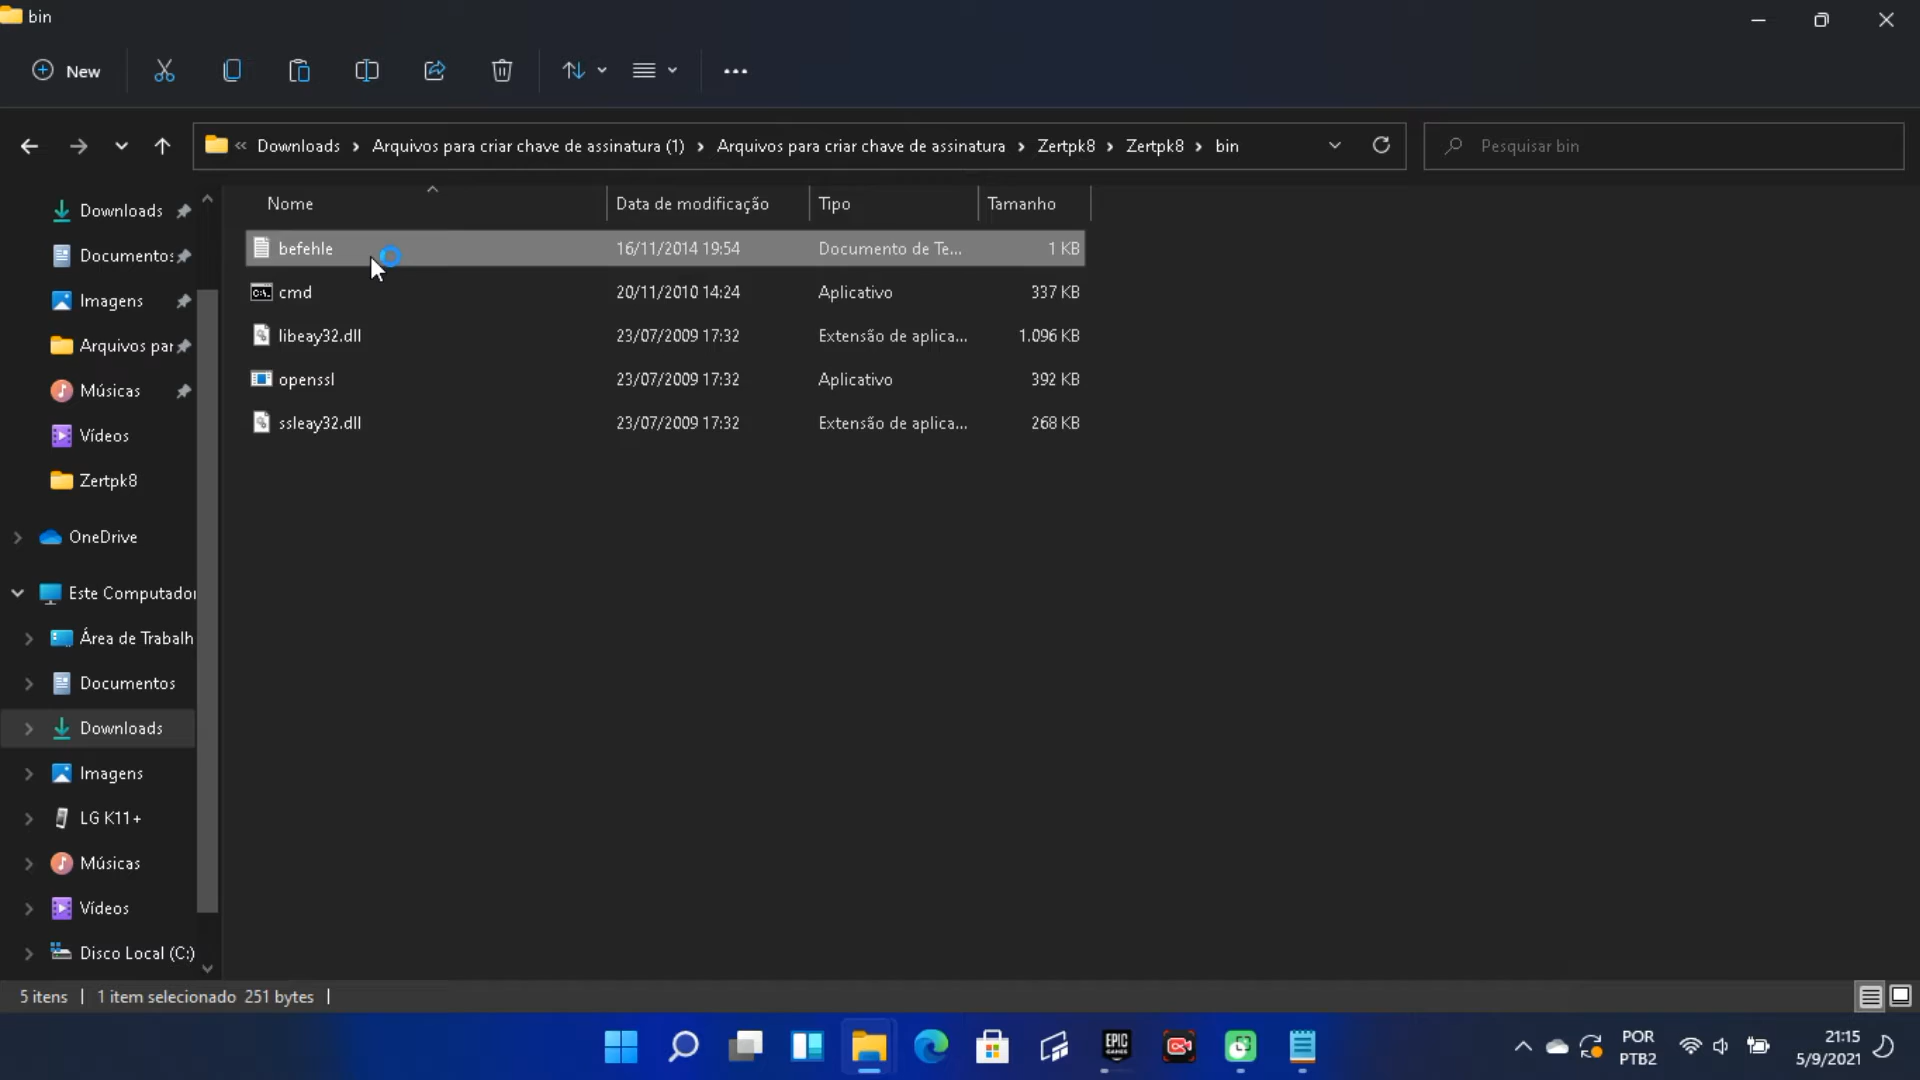 bin
New
« Downloads › Arquivos para criar chave de assinatura (1) › Arquivos para criar chave de assinatura › Zertpk8 › Zertpk8 › bin
Pesquisar bin
Nome Data de modificação Tipo Tamanho
befehle 16/11/2014 19:54 Documento de Te... 1 KB
cmd 20/11/2010 14:24 Aplicativo 337 KB
libeay32.dll 23/07/2009 17:32 Extensão de aplica... 1.096 KB
openssl 23/07/2009 17:32 Aplicativo 392 KB
ssleay32.dll 23/07/2009 17:32 Extensão de aplica... 268 KB
Downloads
Documentos
Imagens
Arquivos par
Músicas
Vídeos
Zertpk8
OneDrive
Este Computador
Área de Trabalh
Documentos
Downloads
Imagens
LG K11+
Músicas
Vídeos
Disco Local (C:)
5 itens | 1 item selecionado 251 bytes |
EPIC
GAMES
POR
PTB2
21:15
5/9/2021